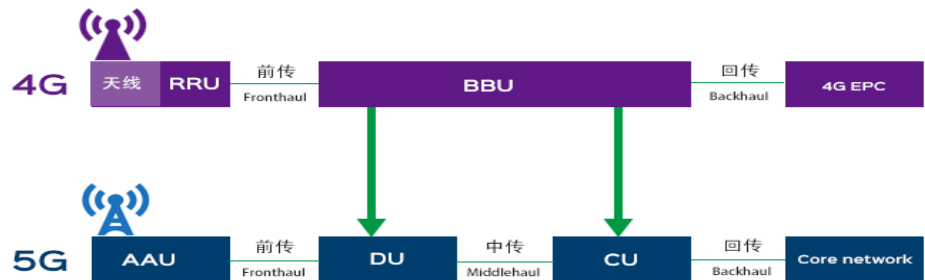 4G
天线 RRU
前传
Fronthaul
BBU
回传
Backhaul
4G EPC
5G
AAU
前传
Fronthaul
DU
中传
Middlehaul
CU
回传
Backhaul
Core network